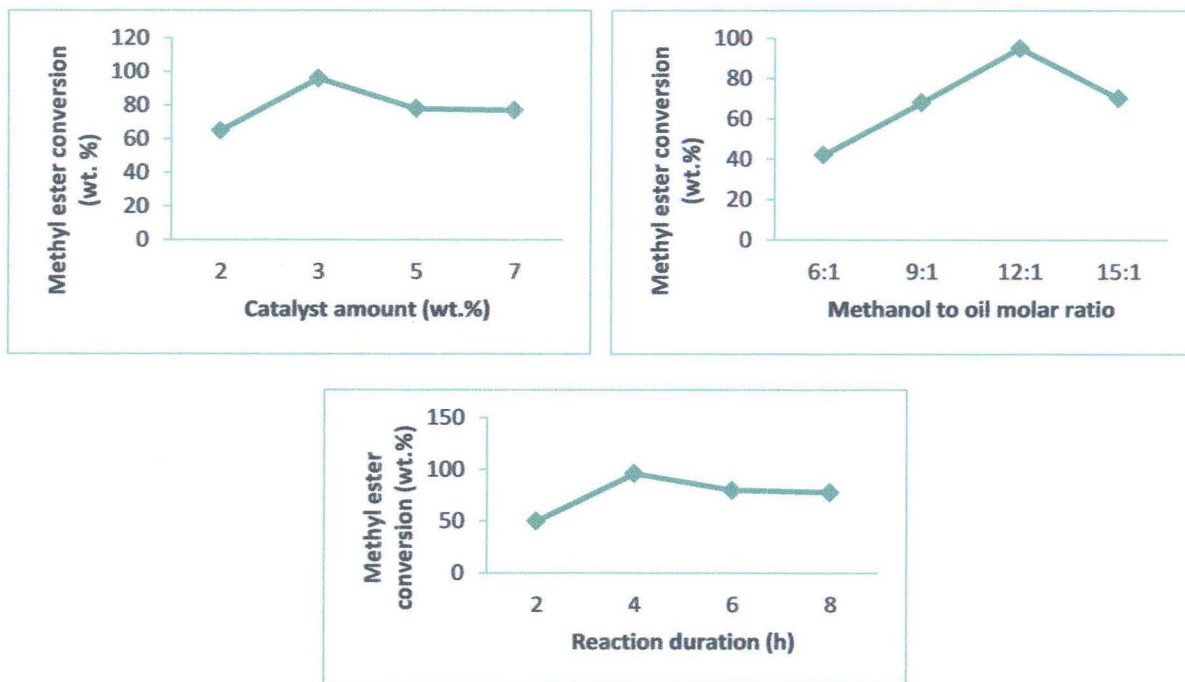 Methyl ester conversion
(wt. %)
120
100
80
60
40
20
0
2 3 5 7
Catalyst amount (wt.%)
Methyl ester conversion
(wt.%)
100
80
60
40
20
0
6:1 9:1 12:1 15:1
Methanol to oil molar ratio
Methyl ester
conversion (wt.%)
150
100
50
0
2 4 6 8
Reaction duration (h)